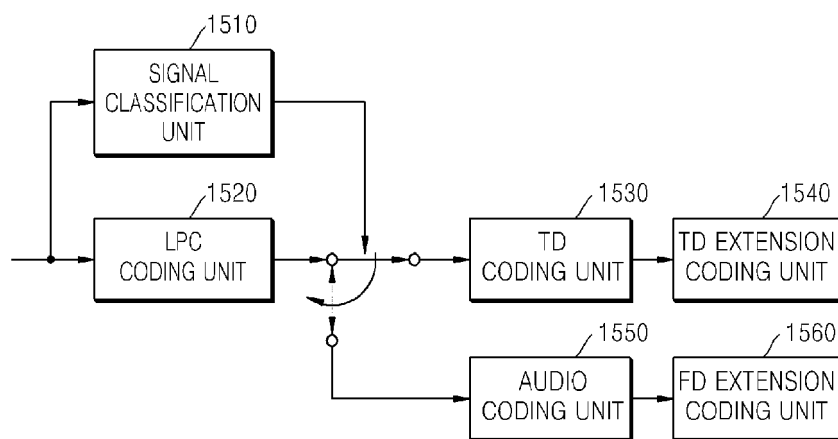 1510
SIGNAL
CLASSIFICATION
UNIT
1520
LPC
CODING UNIT
1530
TD
CODING UNIT
1540
TD EXTENSION
CODING UNIT
1550
AUDIO
CODING UNIT
1560
FD EXTENSION
CODING UNIT